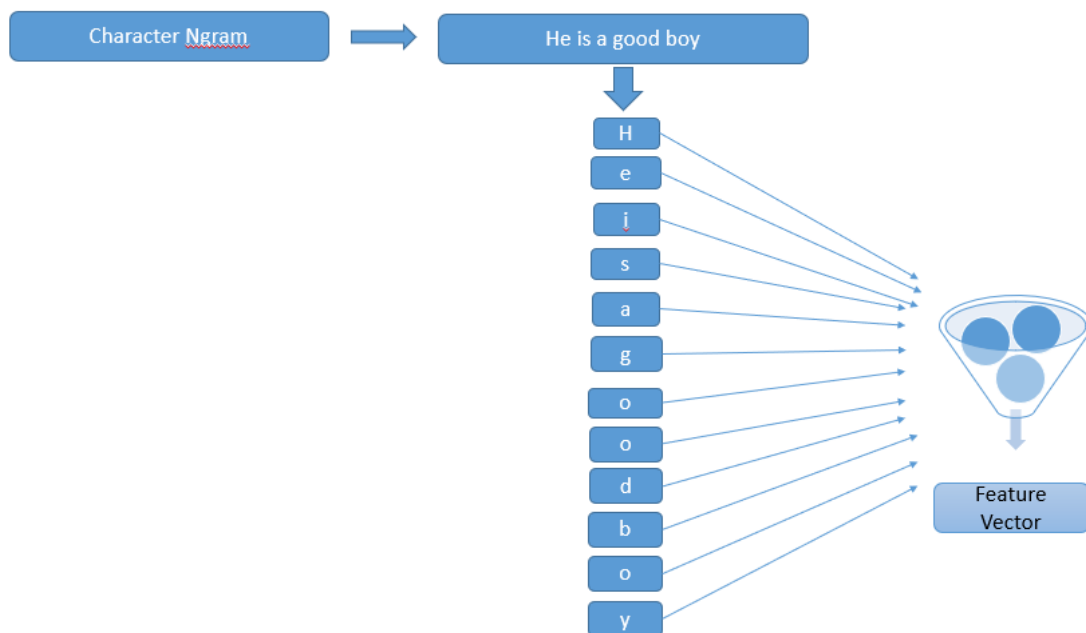 Character Ngram
He is a good boy
H
e
i
s
a
g
o
o
d
b
o
y
Feature
Vector